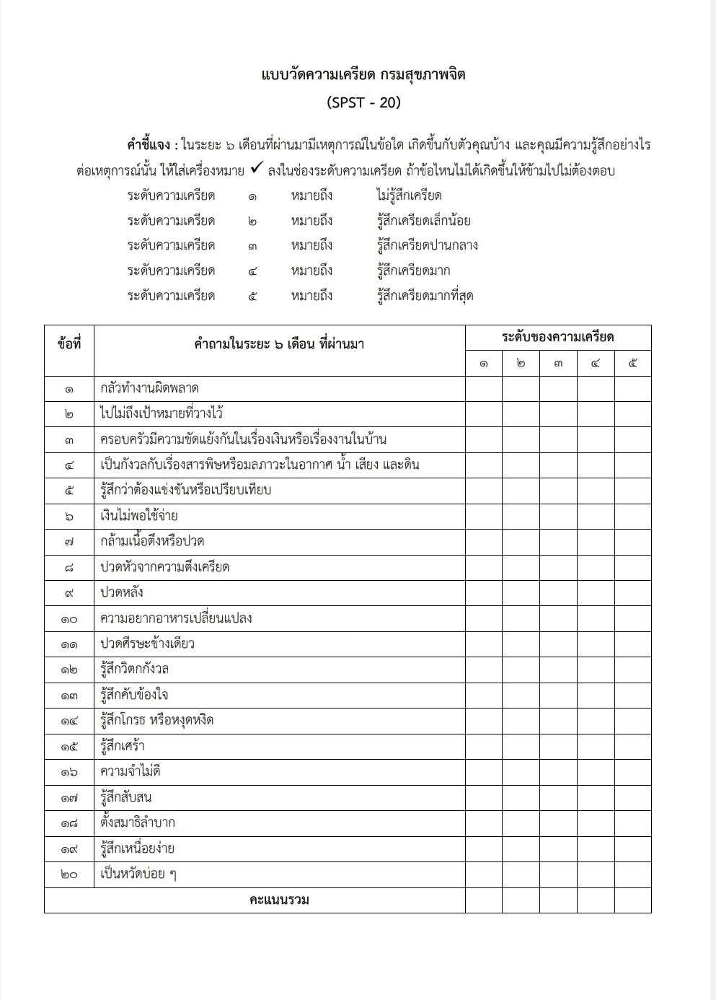 แบบวัดความเครียด กรมสุขภาพจิต
(SPST - 20)
คำชี้แจง : ในระยะ ๖ เดือนที่ผ่านมามีเหตุการณ์ในข้อใด เกิดขึ้นกับตัวคุณบ้าง และคุณมีความรู้สึกอย่างไร
ต่อเหตุการณ์นั้น ให้ใส่เครื่องหมาย ✓ ลงในช่องระดับความเครียด ถ้าข้อไหนไม่ได้เกิดขึ้นให้ข้ามไปไม่ต้องตอบ
ระดับความเครียด ๑ หมายถึง ไม่รู้สึกเครียด
ระดับความเครียด ๒ หมายถึง รู้สึกเครียดเล็กน้อย
ระดับความเครียด ๓ หมายถึง รู้สึกเครียดปานกลาง
ระดับความเครียด ๔ หมายถึง รู้สึกเครียดมาก
ระดับความเครียด ๕ หมายถึง รู้สึกเครียดมากที่สุด
ข้อที่ คำถามในระยะ ๖ เดือน ที่ผ่านมา ระดับของความเครียด
๑ ๒ ๓ ๔ ๕
๑ กลัวทำงานผิดพลาด
๒ ไปไม่ถึงเป้าหมายที่วางไว้
๓ ครอบครัวมีความขัดแย้งกันในเรื่องเงินหรือเรื่องงานในบ้าน
๔ เป็นกังวลกับเรื่องสารพิษหรือมลภาวะในอากาศ น้ำ เสียง และดิน
๕ รู้สึกว่าต้องแข่งขันหรือเปรียบเทียบ
๖ เงินไม่พอใช้จ่าย
๗ กล้ามเนื้อตึงหรือปวด
๘ ปวดหัวจากความตึงเครียด
๙ ปวดหลัง
๑๐ ความอยากอาหารเปลี่ยนแปลง
๑๑ ปวดศีรษะข้างเดียว
๑๒ รู้สึกวิตกกังวล
๑๓ รู้สึกคับข้องใจ
๑๔ รู้สึกโกรธ หรือหงุดหงิด
๑๕ รู้สึกเศร้า
๑๖ ความจำไม่ดี
๑๗ รู้สึกสับสน
๑๘ ตั้งสมาธิลำบาก
๑๙ รู้สึกเหนื่อยง่าย
๒๐ เป็นหวัดบ่อย ๆ
คะแนนรวม